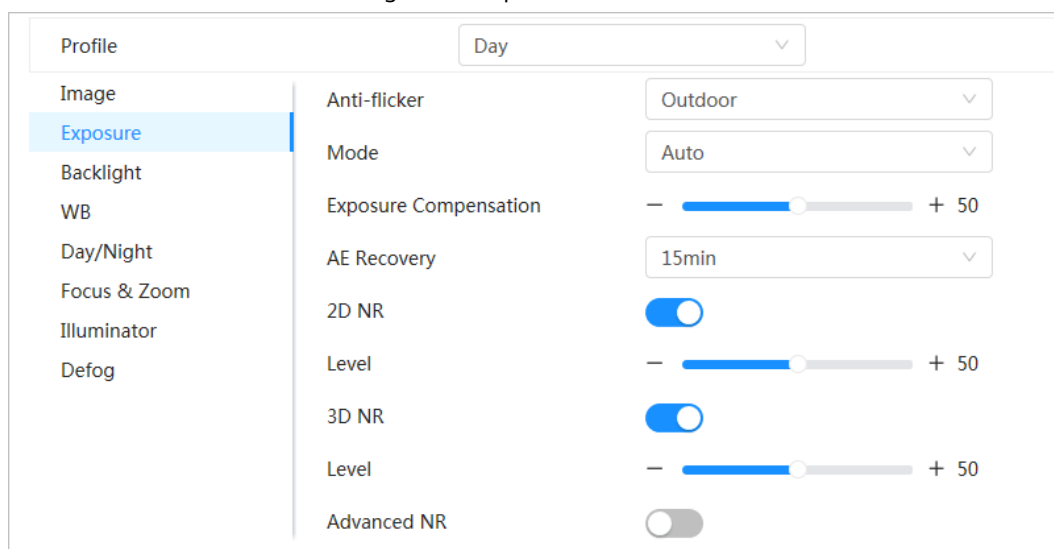 Profile Day
Image
Exposure
Backlight
WB
Day/Night
Focus & Zoom
Illuminator
Defog
Anti-flicker Outdoor
Mode Auto
Exposure Compensation − + 50
AE Recovery 15min
2D NR
Level − + 50
3D NR
Level − + 50
Advanced NR